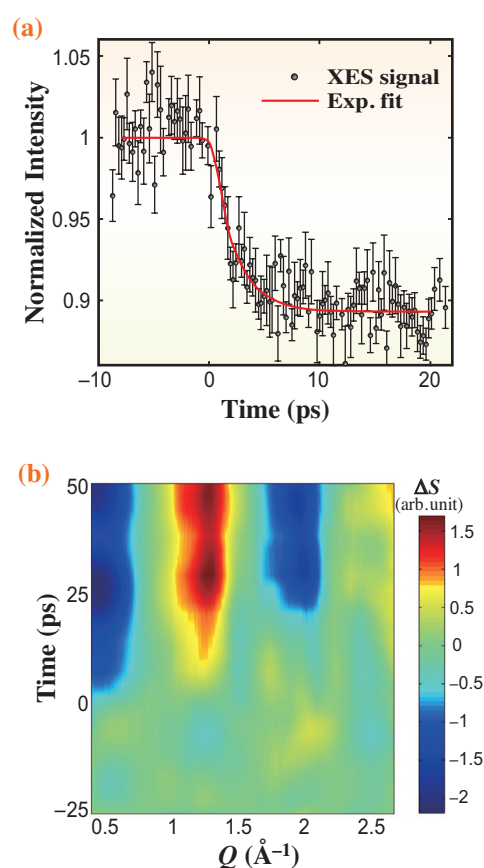 (a)
1.05
1
0.95
0.9
Normalized Intensity
XES signal
Exp. fit
–10 0 10 20
Time (ps)
(b)
ΔS
(arb.unit)
50
25
0
–25
Time (ps)
1.5
1
0.5
0
–0.5
–1
–1.5
–2
0.5 1 1.5 2 2.5
Q (Å–1)